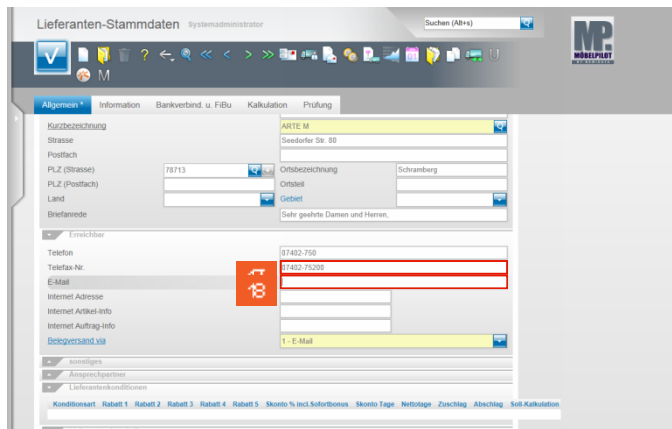 Lieferanten-Stammdaten Systemadministrator Suchen (Alt+s)
MP
MÖBELPILOT
M
Allgemein * Information Bankverbind. u. FiBu Kalkulation Prüfung
Kurzbezeichnung ARTE M
Strasse Seedorfer Str. 80
Postfach
PLZ (Strasse) 78713 Ortsbezeichnung Schramberg
PLZ (Postfach) Ortsteil
Land Gebiet
Briefanrede Sehr geehrte Damen und Herren,
Erreichbar
Telefon 07402-750
Telefax-Nr. 07402-75200
17
E-Mail
18
Internet Adresse
Internet Artikel-Info
Internet Auftrag-Info
Belegversand via 1 - E-Mail
sonstiges
Ansprechpartner
Lieferantenkonditionen
Konditionsart Rabatt 1 Rabatt 2 Rabatt 3 Rabatt 4 Rabatt 5 Skonto % incl.Sofortbonus Skonto Tage Nettotage Zuschlag Abschlag Soll-Kalkulation